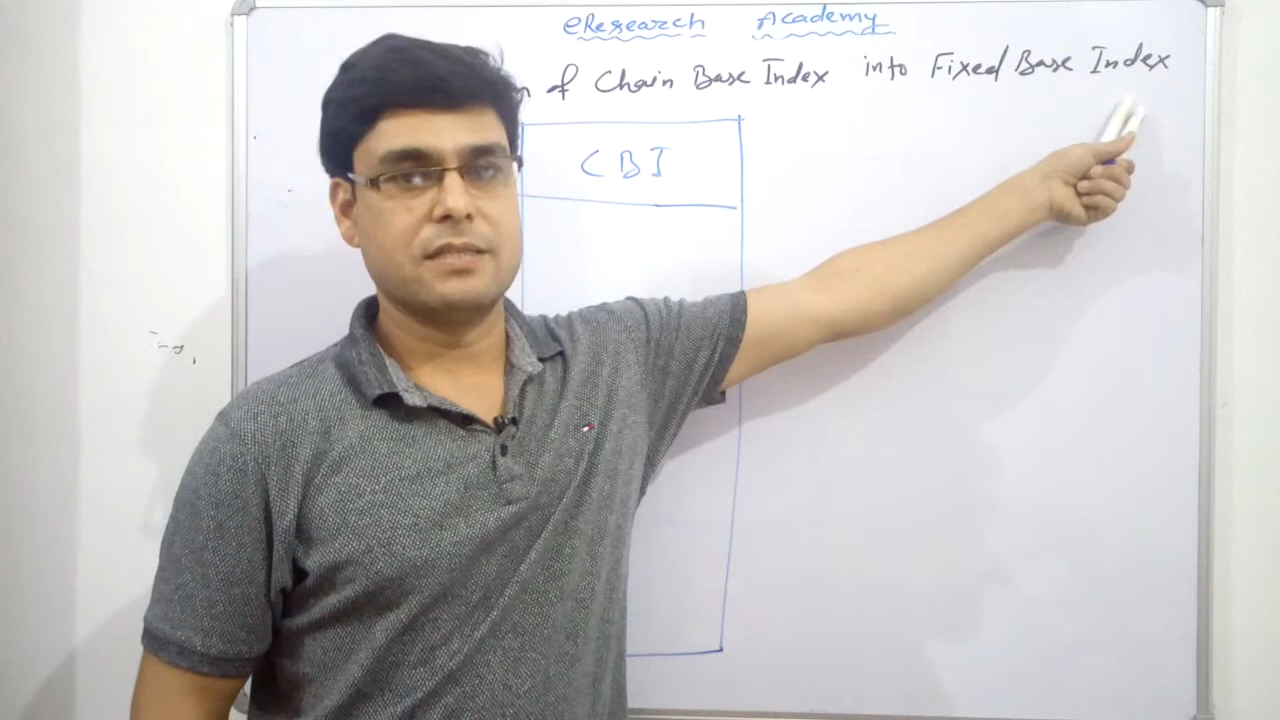 eResearch Academy
of Chain Base Index into Fixed Base Index
CBI